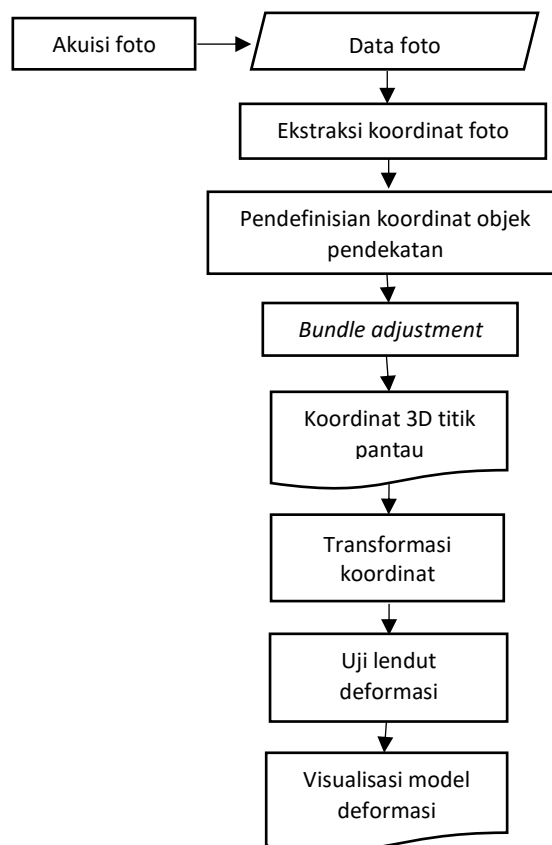 Akuisi foto
Data foto
Ekstraksi koordinat foto
Pendefinisian koordinat objek
pendekatan
Bundle adjustment
Koordinat 3D titik
pantau
Transformasi
koordinat
Uji lendut
deformasi
Visualisasi model
deformasi